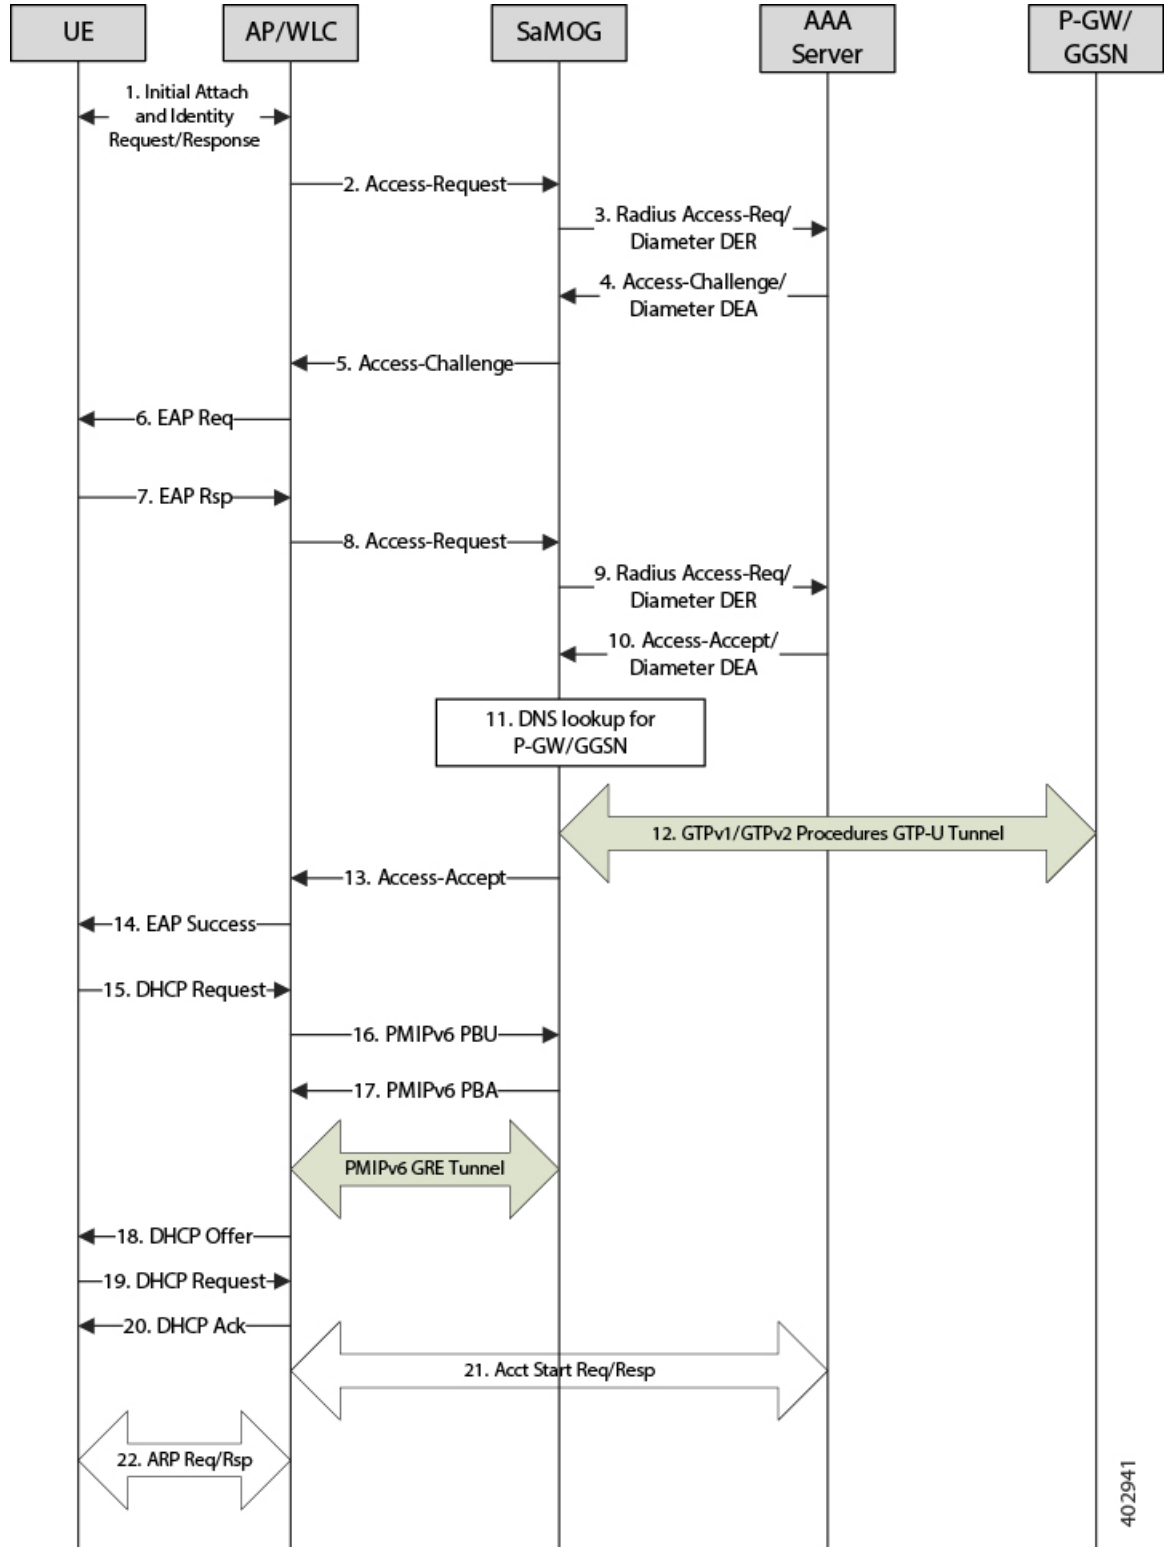 UE
AP/WLC
SaMOG
AAA
Server
P-GW/
GGSN
1. Initial Attach
and Identity
Request/Response
2. Access-Request
3. Radius Access-Req/
Diameter DER
4. Access-Challenge/
Diameter DEA
5. Access-Challenge
6. EAP Req
7. EAP Rsp
8. Access-Request
9. Radius Access-Req/
Diameter DER
10. Access-Accept/
Diameter DEA
11. DNS lookup for
P-GW/GGSN
12. GTPv1/GTPv2 Procedures GTP-U Tunnel
13. Access-Accept
14. EAP Success
15. DHCP Request
16. PMIPv6 PBU
17. PMIPv6 PBA
PMIPv6 GRE Tunnel
18. DHCP Offer
19. DHCP Request
20. DHCP Ack
21. Acct Start Req/Resp
22. ARP Req/Rsp
402941